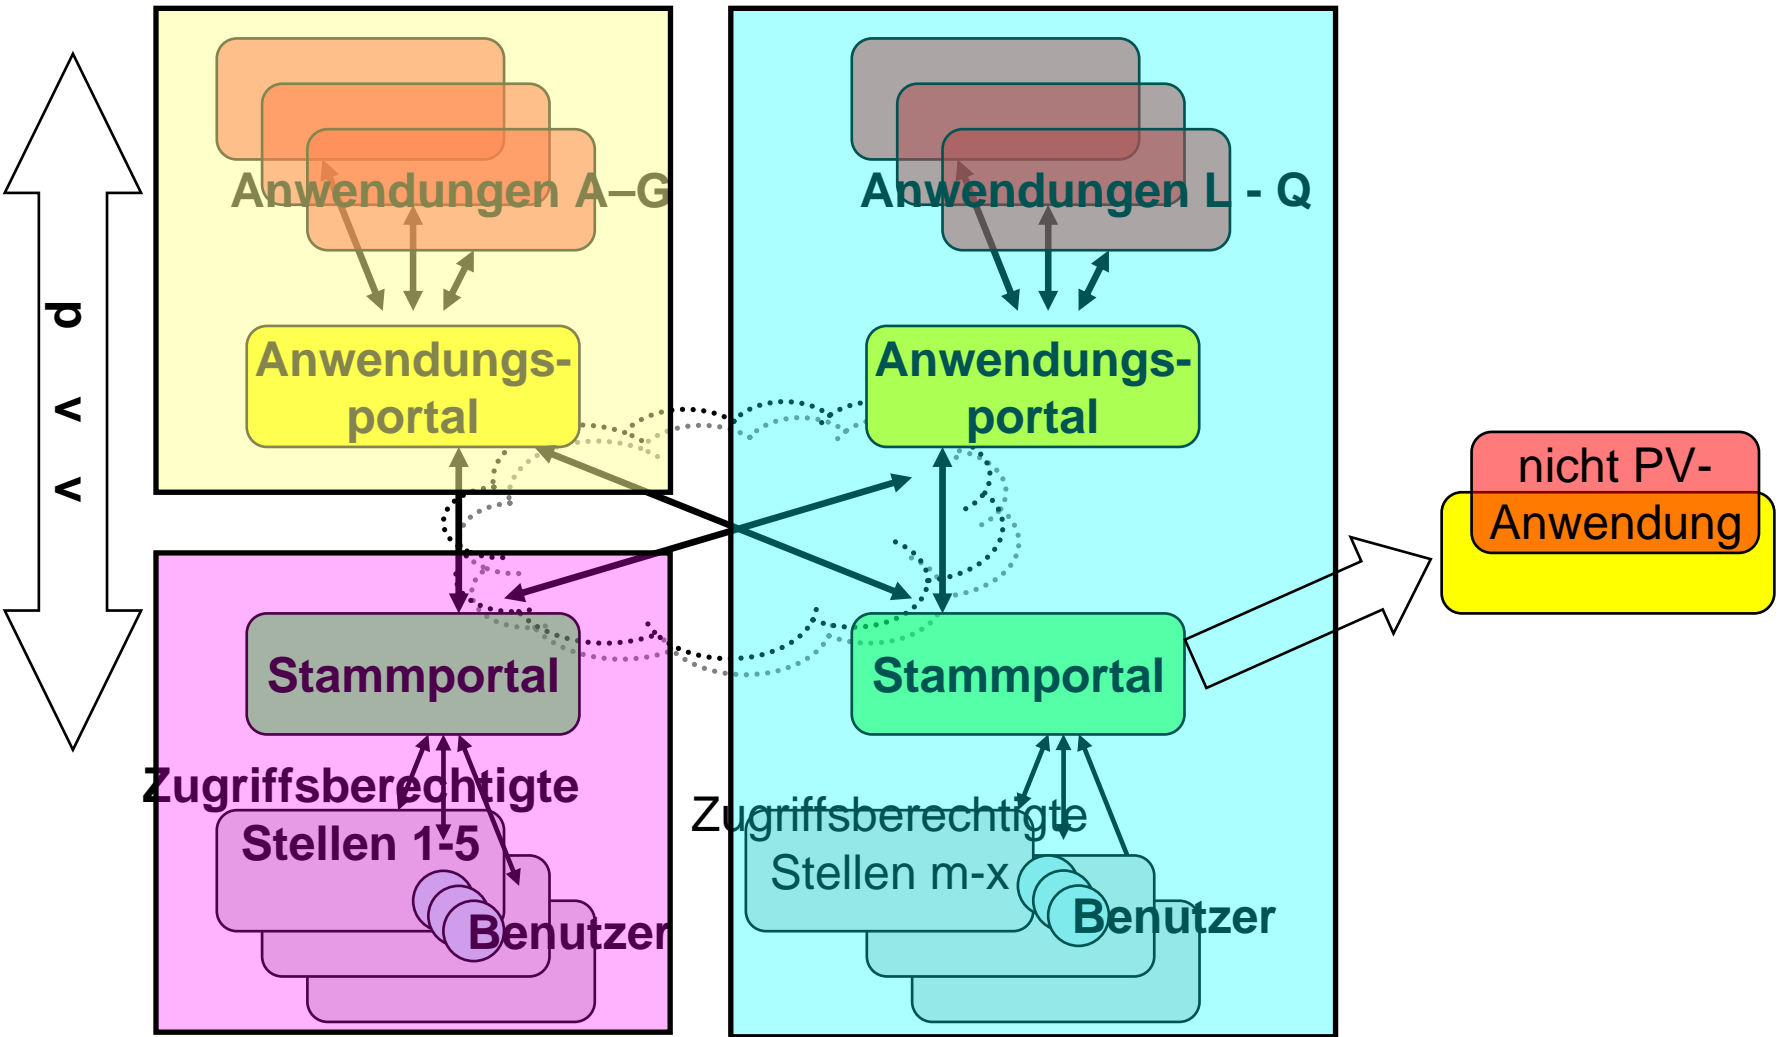 p v v
Anwendungen A–G
Anwendungs-
portal
Stammportal
Zugriffsberechtigte
Stellen 1-5
Benutzer
Anwendungen L - Q
Anwendungs-
portal
Stammportal
Zugriffsberechtigte
Stellen m-x
Benutzer
nicht PV-
Anwendung